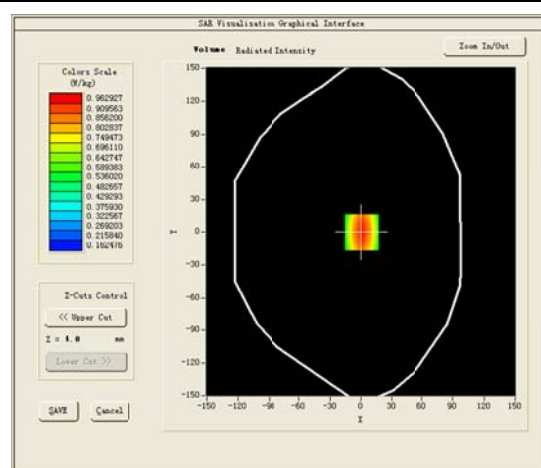 SAR Visualisation Graphical Interface
Volume Radiated Intensity
Zoom In/Out
Colors Scale
(W/kg)
0.962927
0.909563
0.856200
0.802837
0.749473
0.696110
0.642747
0.589383
0.536020
0.482657
0.429293
0.375930
0.322567
0.269203
0.215840
0.162476
Z-Cuts Control
<< Upper Cut
Z = 4.0 mm
Lower Cut >>
SAVE Cancel
150
120
90
60
30
0
-30
-60
-90
-120
-150
Y
-150 -120 -90 -60 -30 0 30 60 90 120 150
X